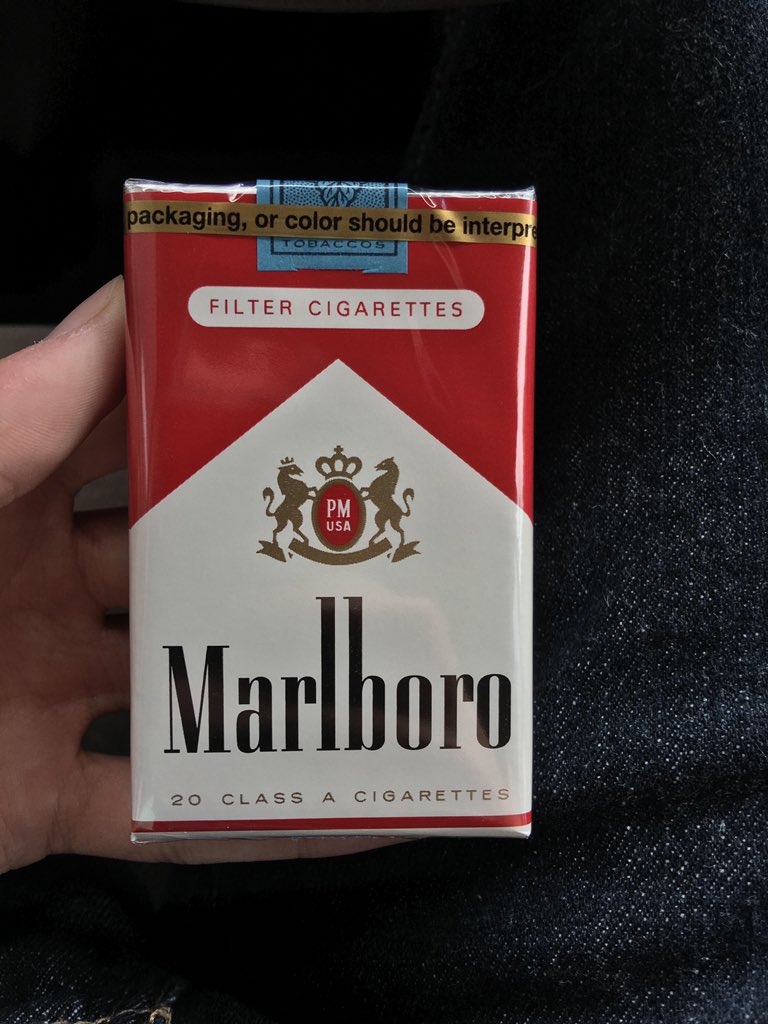 packaging, or color should be interpre
TOBACCOS
FILTER CIGARETTES
PM
USA
Marlboro
20 CLASS A CIGARETTES